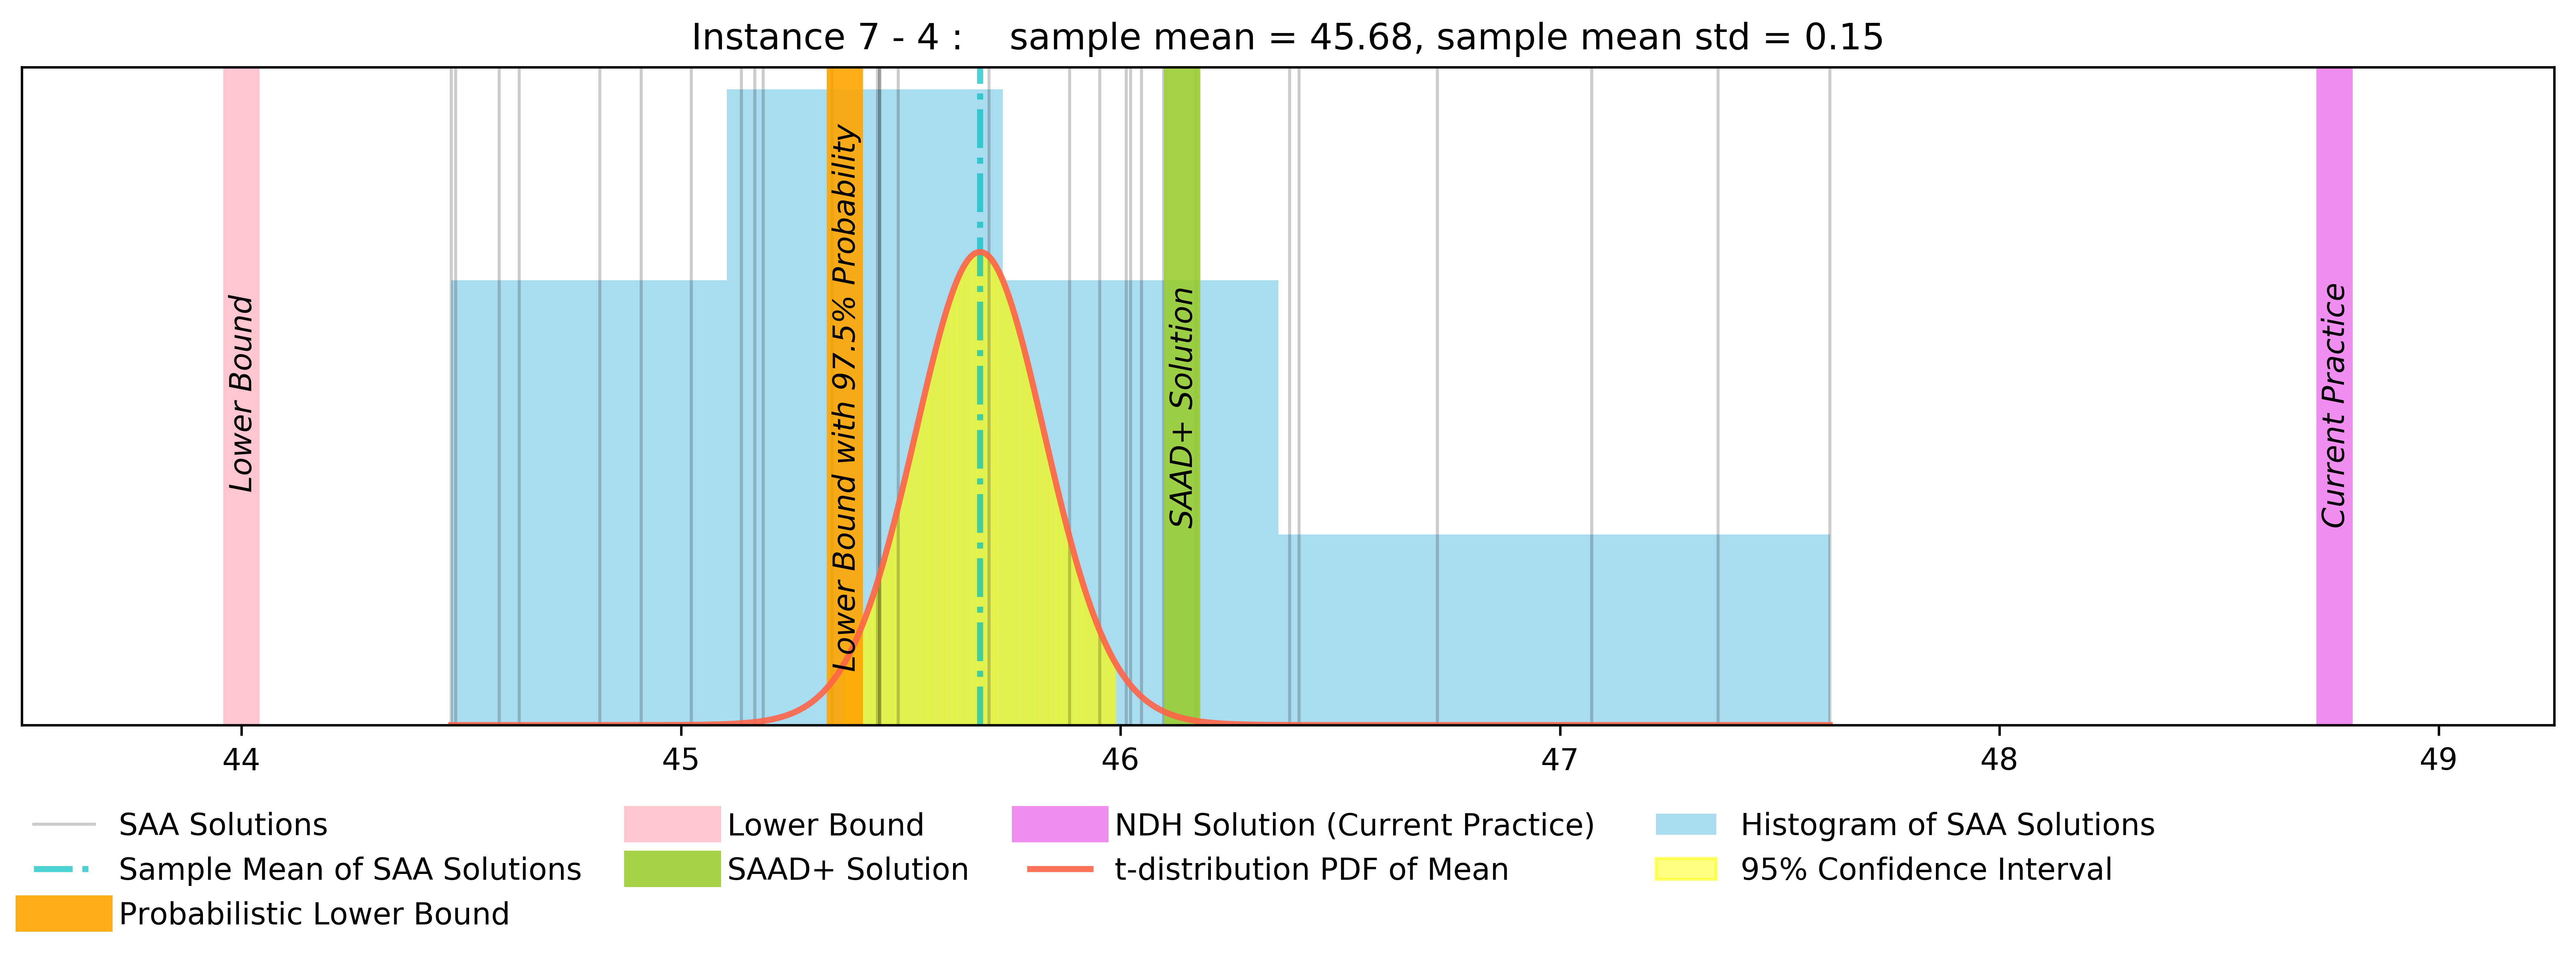 Instance 7 - 4 :    sample mean = 45.68, sample mean std = 0.15
Lower Bound
Lower Bound with 97.5% Probability
SAAD+ Solution
Current Practice
44 45 46 47 48 49
SAA Solutions
Sample Mean of SAA Solutions
Probabilistic Lower Bound
Lower Bound
SAAD+ Solution
NDH Solution (Current Practice)
t-distribution PDF of Mean
Histogram of SAA Solutions
95% Confidence Interval